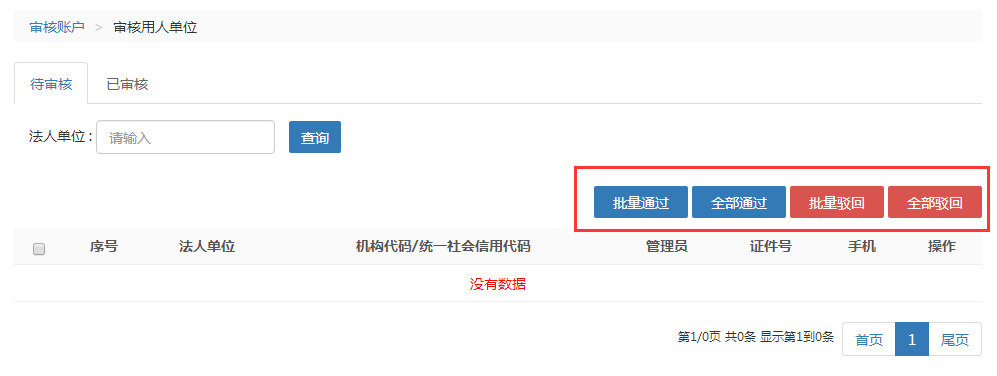 审核账户 > 审核用人单位
待审核 已审核
法人单位 : 请输入 查询
批量通过 全部通过 批量驳回 全部驳回
序号 法人单位 机构代码/统一社会信用代码 管理员 证件号 手机 操作
没有数据
第1/0页 共0条 显示第1到0条 首页 1 尾页